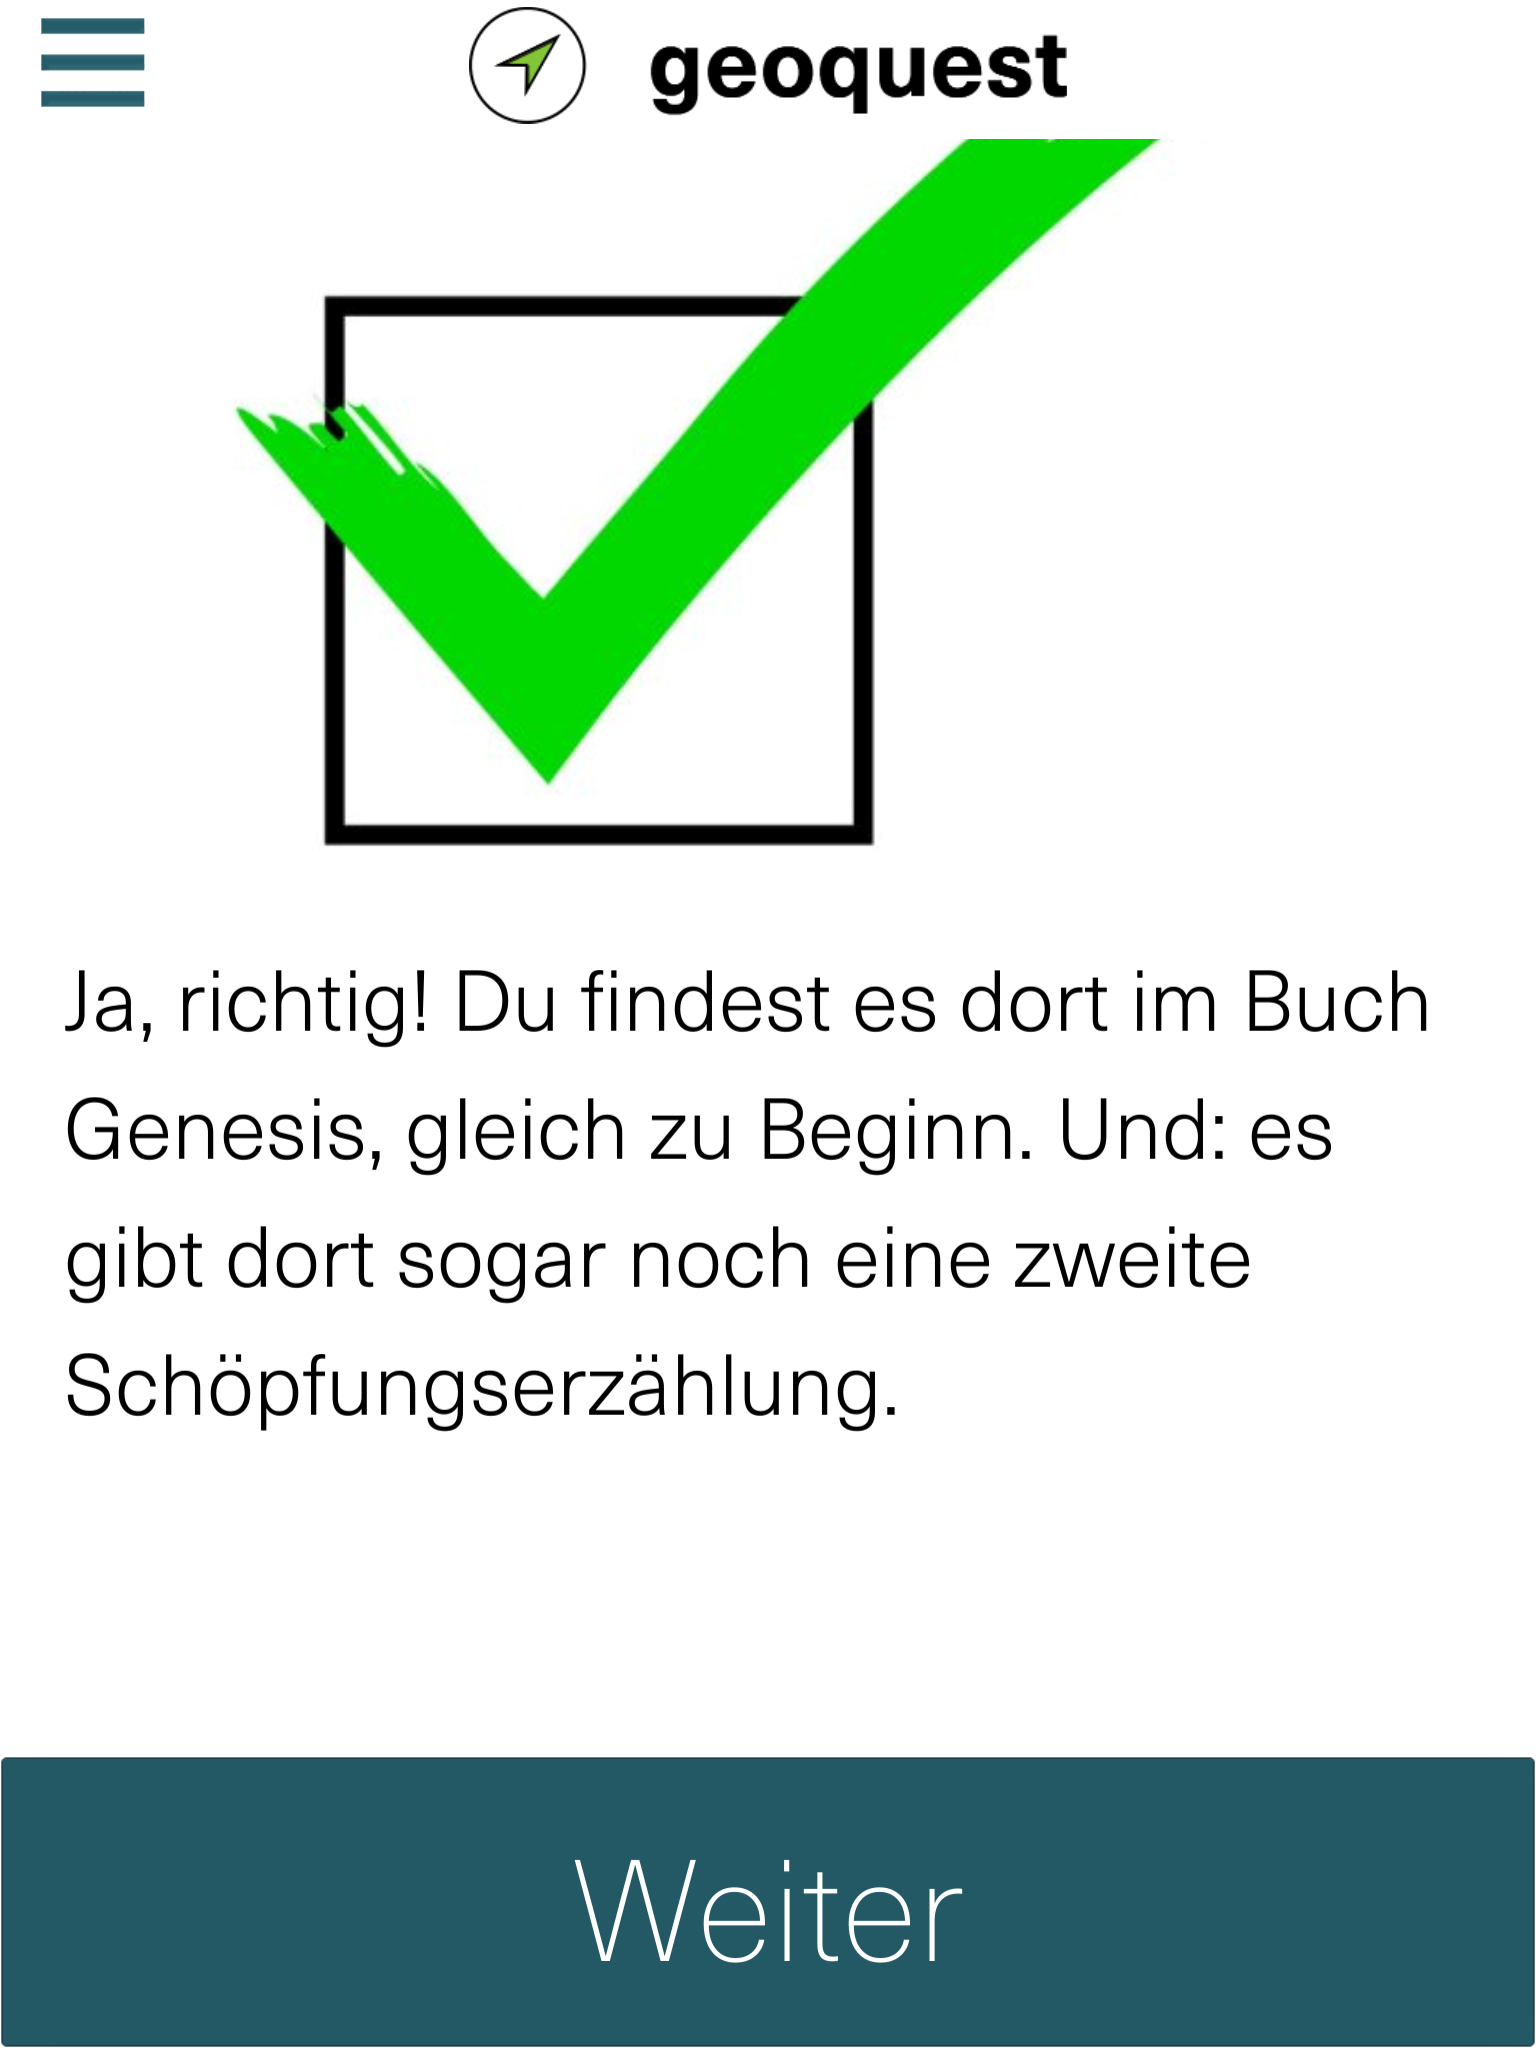 geoquest
Ja, richtig! Du findest es dort im Buch
Genesis, gleich zu Beginn. Und: es
gibt dort sogar noch eine zweite
Schöpfungserzählung.
Weiter